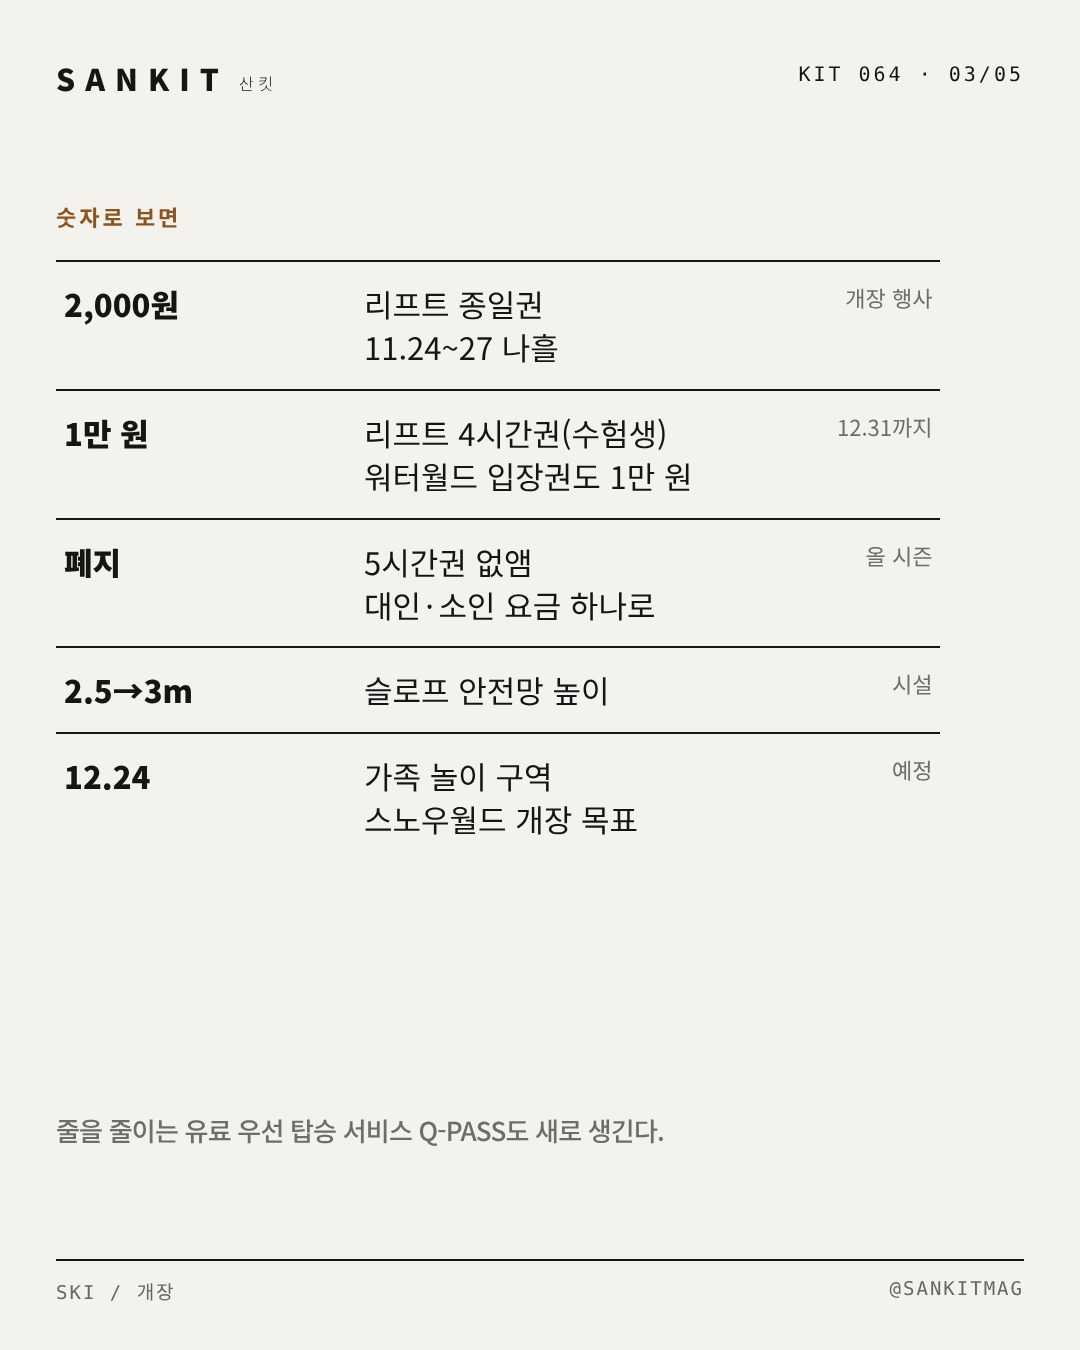 SANKIT 산킷
KIT 064 · 03/05
숫자로 보면
2,000원 리프트 종일권 개장 행사
11.24~27 나흘
1만 원 리프트 4시간권(수험생) 12.31까지
워터월드 입장권도 1만 원
폐지 5시간권 없앰 올 시즌
대인·소인 요금 하나로
2.5→3m 슬로프 안전망 높이 시설
12.24 가족 놀이 구역 예정
스노우월드 개장 목표
줄을 줄이는 유료 우선 탑승 서비스 Q-PASS도 새로 생긴다.
SKI / 개장
@SANKITMAG